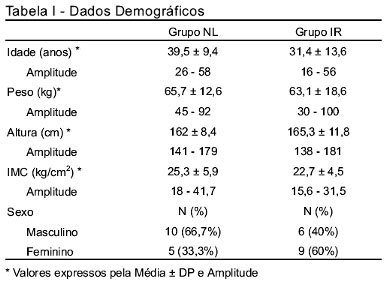 Tabela I - Dados Demográficos
Grupo NL Grupo IR
Idade (anos) * 39,5 ± 9,4 31,4 ± 13,6
Amplitude 26 - 58 16 - 56
Peso (kg)* 65,7 ± 12,6 63,1 ± 18,6
Amplitude 45 - 92 30 - 100
Altura (cm) * 162 ± 8,4 165,3 ± 11,8
Amplitude 141 - 179 138 - 181
IMC (kg/cm²) * 25,3 ± 5,9 22,7 ± 4,5
Amplitude 18 - 41,7 15,6 - 31,5
Sexo N (%) N (%)
Masculino 10 (66,7%) 6 (40%)
Feminino 5 (33,3%) 9 (60%)
* Valores expressos pela Média ± DP e Amplitude